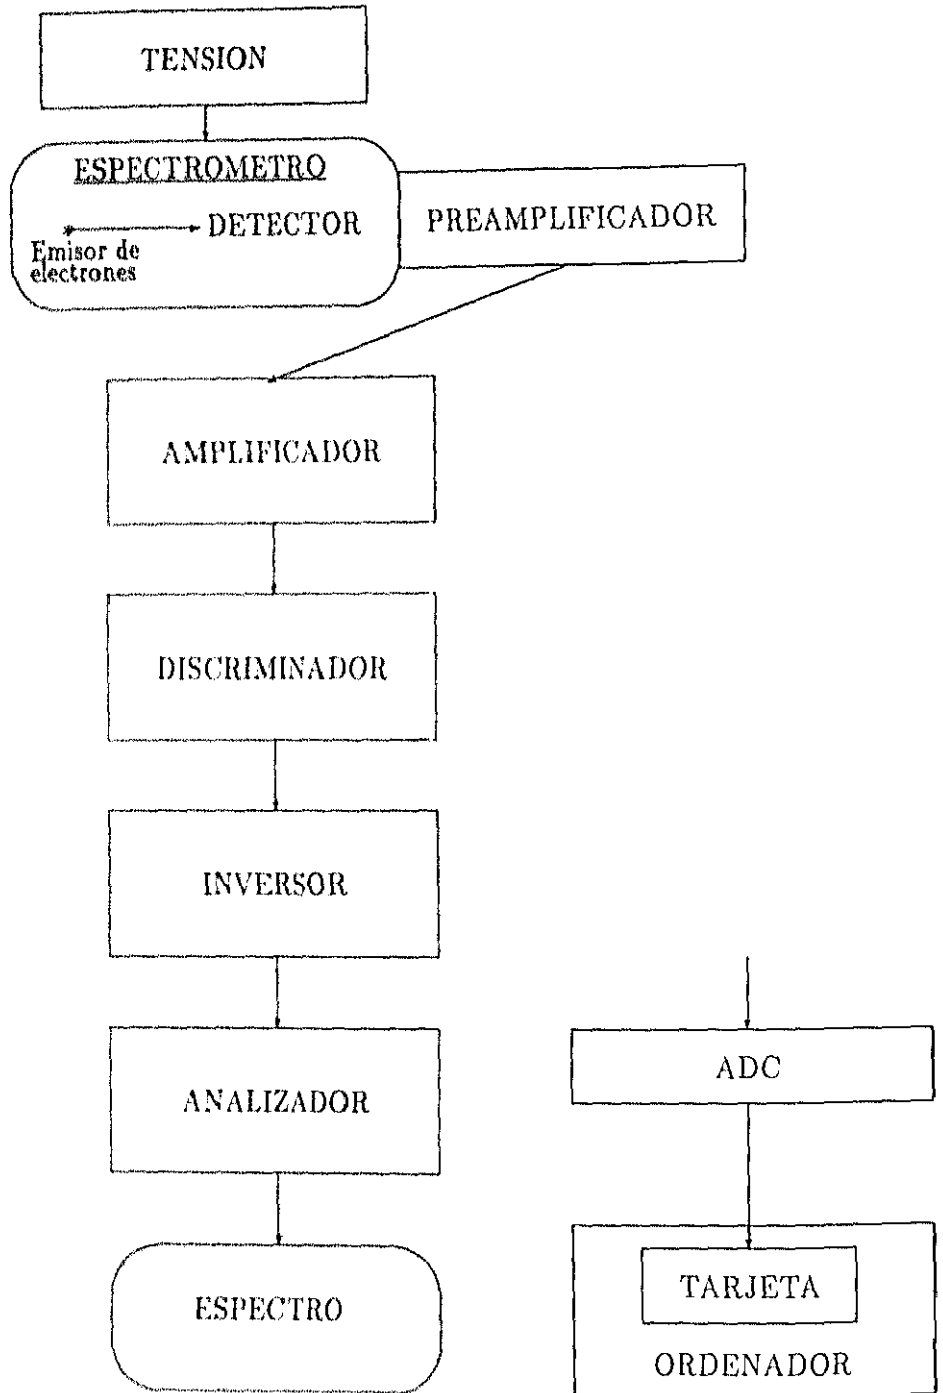 TENSION
ESPECTROMETRO
DETECTOR
Emisor de
electrones
PREAMPLIFICADOR
AMPLIFICADOR
DISCRIMINADOR
INVERSOR
ANALIZADOR
ADC
ESPECTRO
TARJETA
ORDENADOR